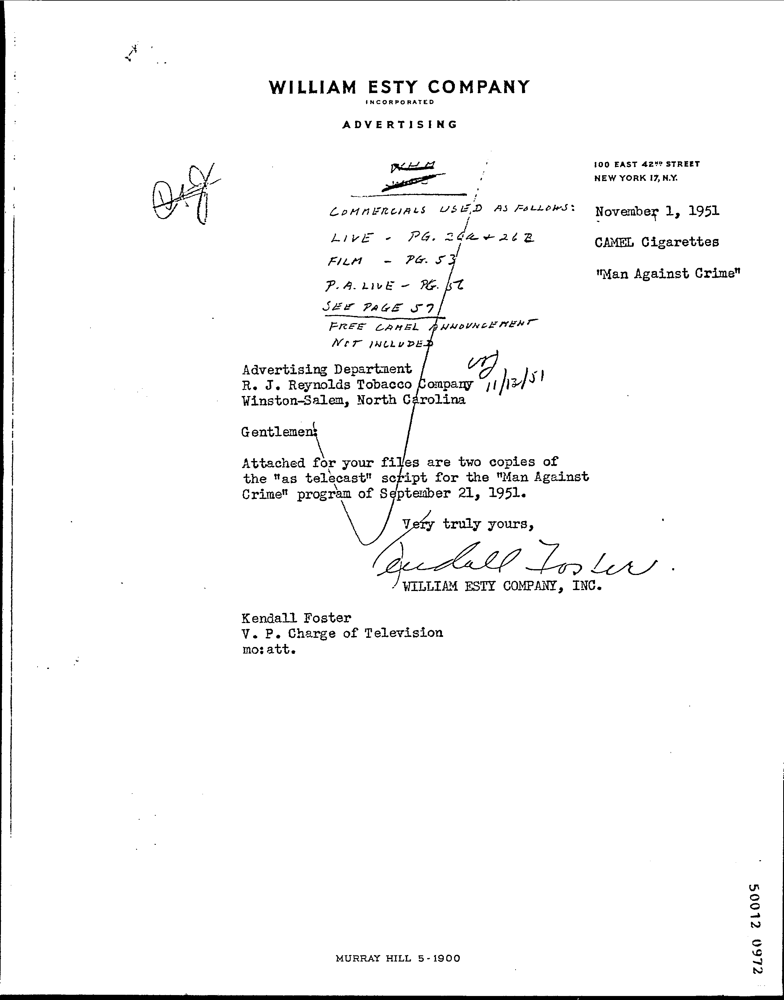 WILLIAM ESTY COMPANY
INCORPORATED
ADVERTISING
100 EAST 42ND STREET
NEW YORK 17, N.Y.
COMMERCIALS USED AS FOLLOWS:
November 1, 1951
LIVE - PG. 26A + 26B
CAMEL Cigarettes
FILM - PG. 53
"Man Against Crime"
P.A. LIVE - PG. 
SEE PAGE 57
FREE CAMEL ANNOUNCEMENT
NOT INCLUDED
11/12/51
Advertising Department
R. J. Reynolds Tobacco Company
Winston-Salem, North Carolina
Gentlemen:
Attached for your files are two copies of
the "as telecast" script for the "Man Against
Crime" program of September 21, 1951.
Very truly yours,
Kendall Foster
WILLIAM ESTY COMPANY, INC.
Kendall Foster
V. P. Charge of Television
mo:att.
50012 0972
MURRAY HILL 5-1900